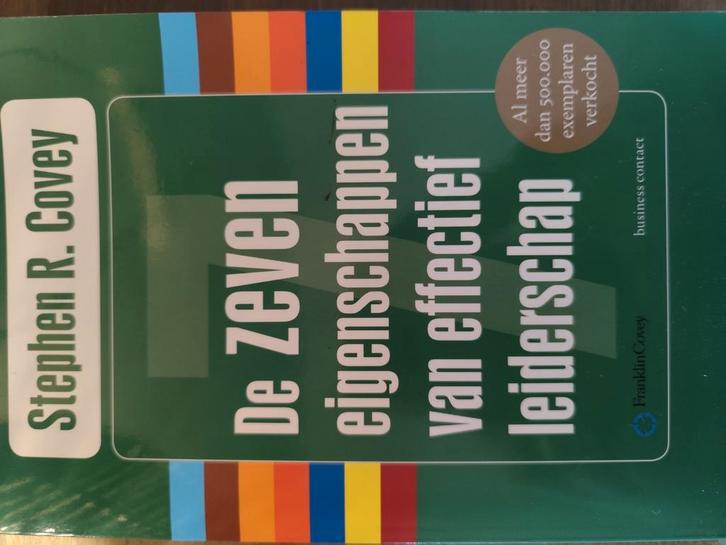 Stephen R. Covey
De zeven
eigenschappen
van effectief
leiderschap
Al meer
dan 500.000
exemplaren
verkocht
FranklinCovey
business contact